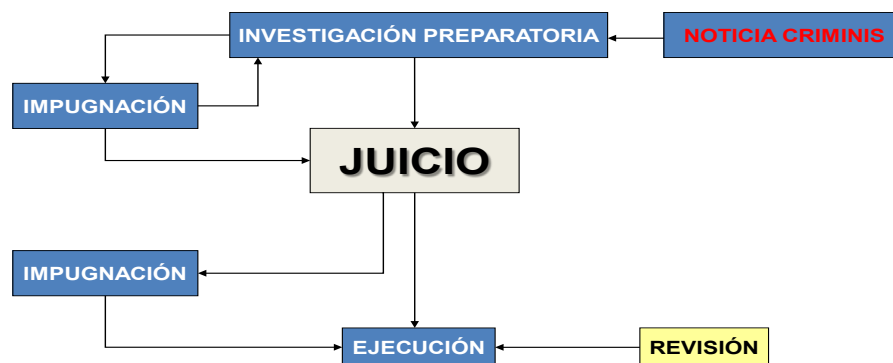 INVESTIGACIÓN PREPARATORIA
NOTICIA CRIMINIS
IMPUGNACIÓN
JUICIO
IMPUGNACIÓN
EJECUCIÓN
REVISIÓN